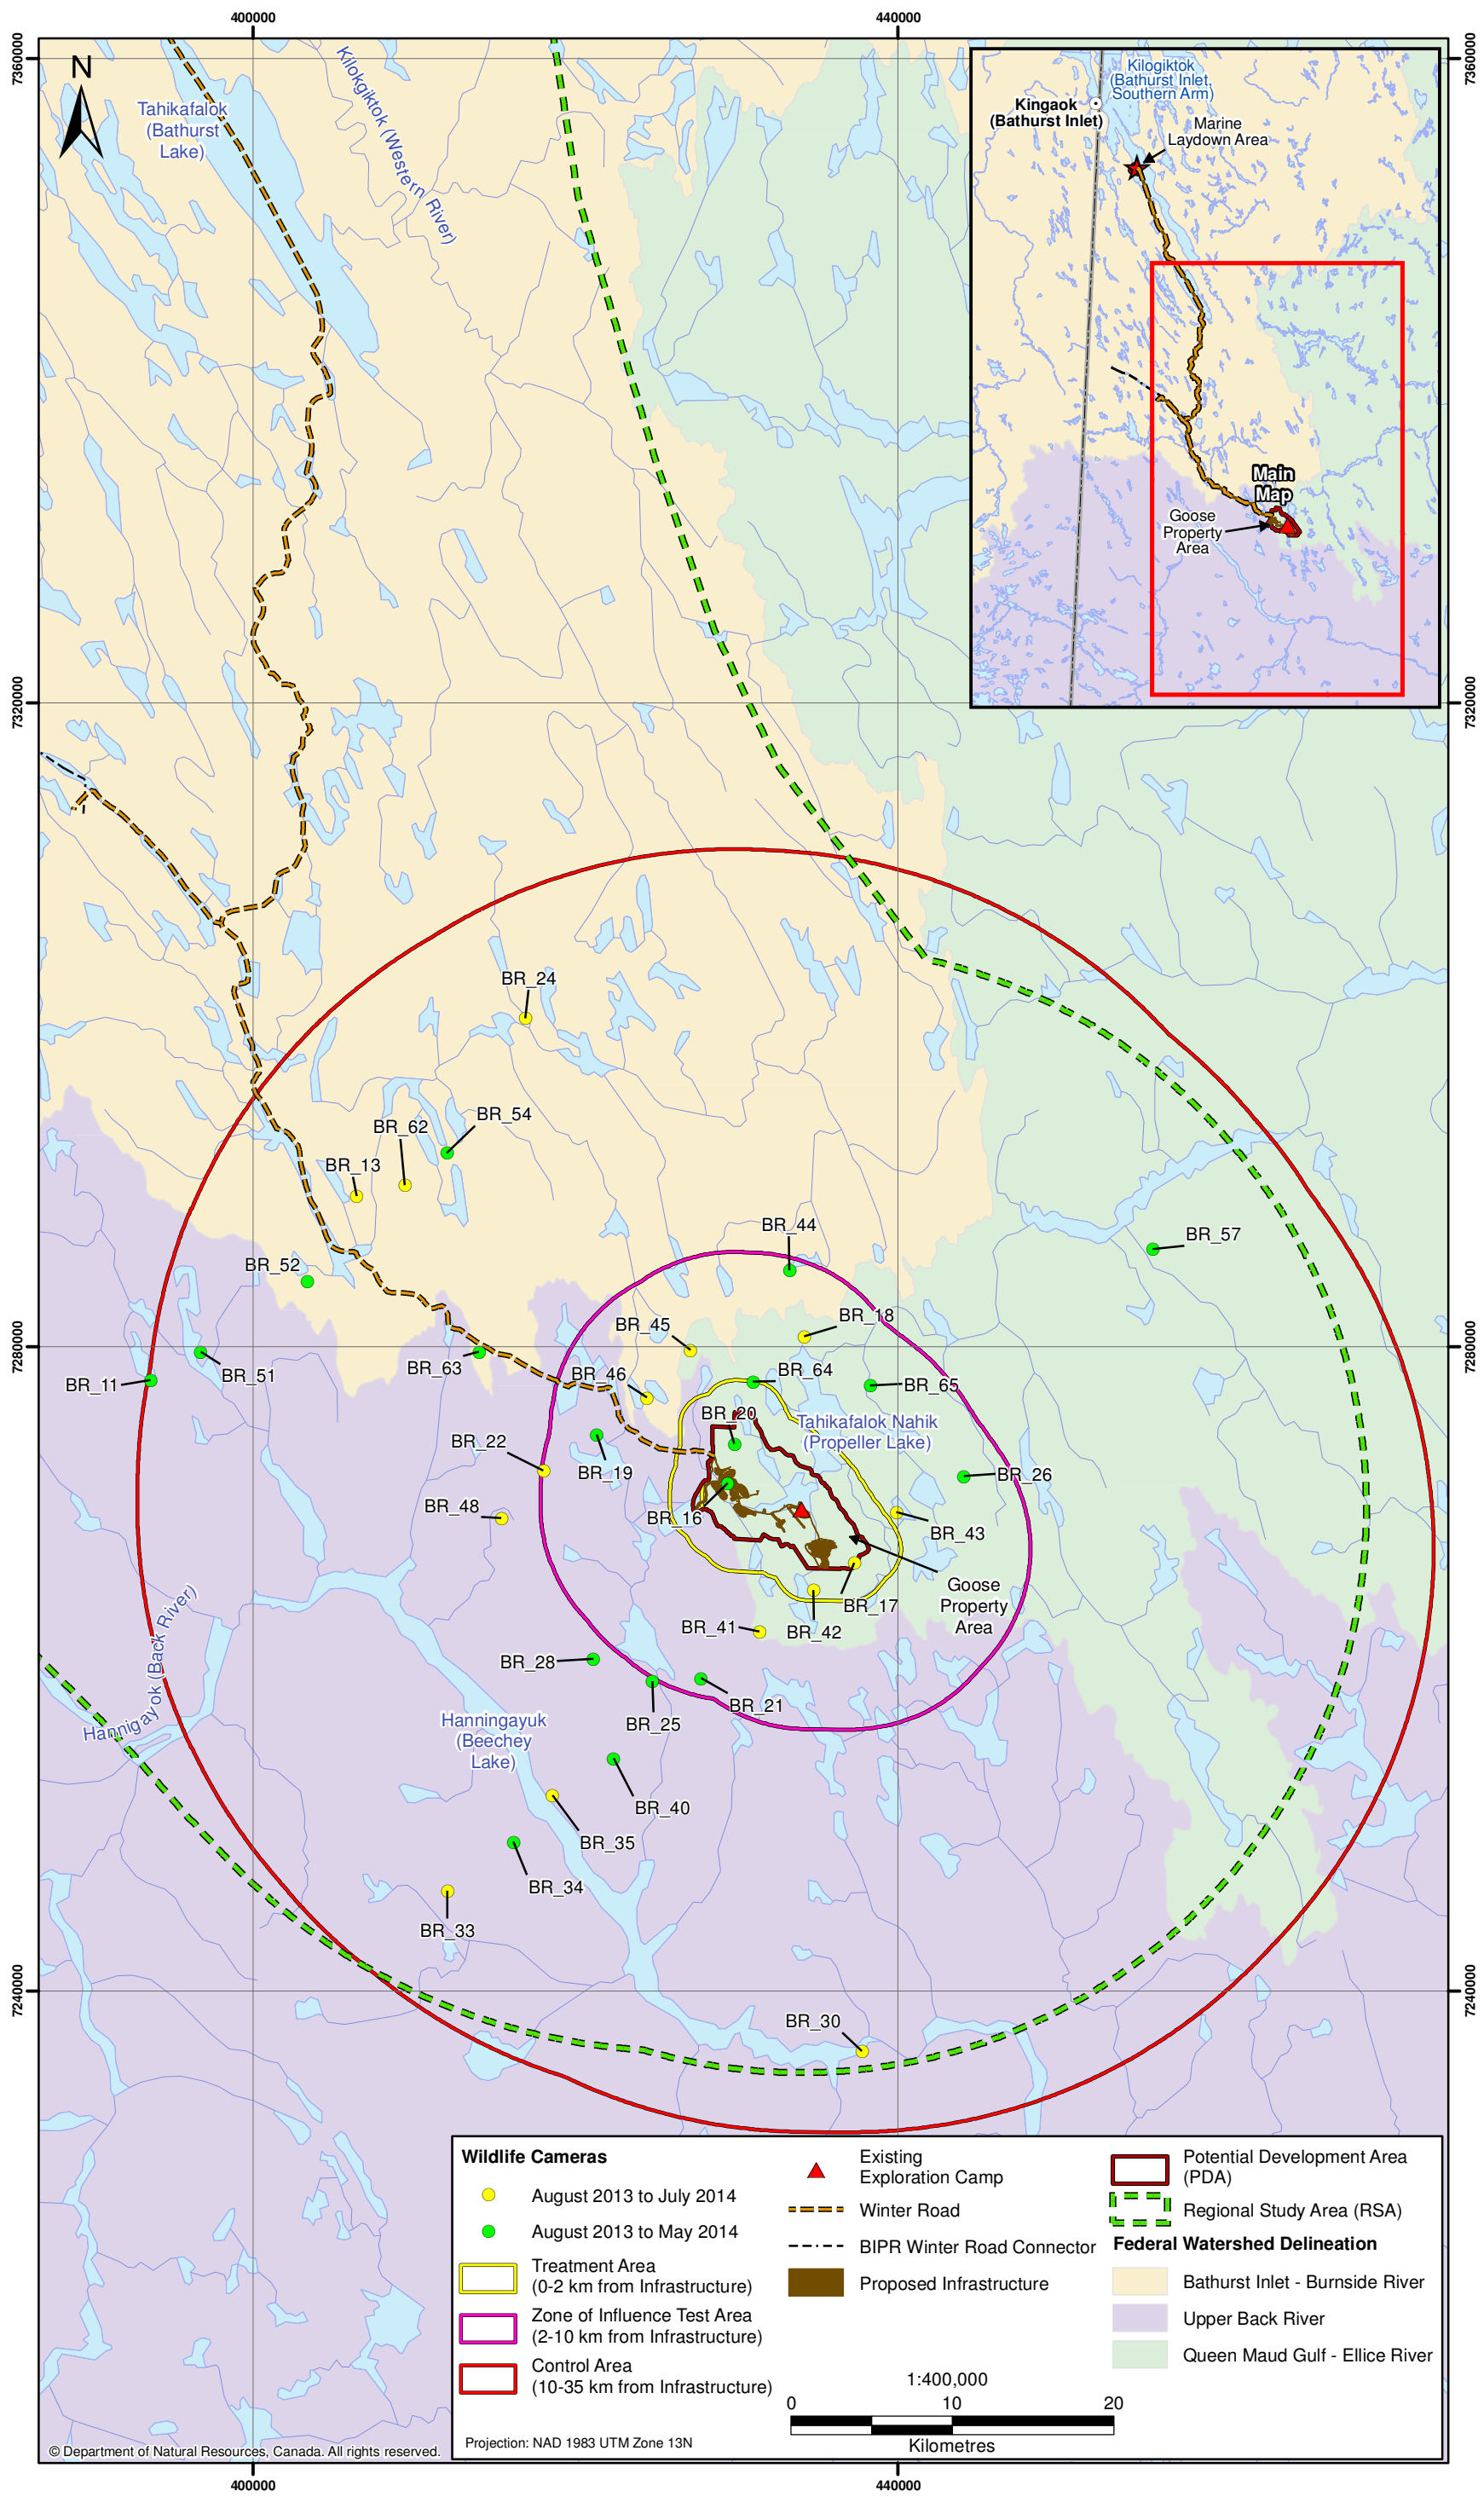 400000
440000
7360000
7360000
N
Tahikafalok
(Bathurst
Lake)
Kilokgiktok (Western River)
Kilogiktok
(Bathurst Inlet,
Southern Arm)
Kingaok
(Bathurst Inlet)
Marine
Laydown Area
Main
Map
Goose
Property
Area
7320000
7320000
BR_24
BR_54
BR_62
BR_13
BR_44
BR_57
BR_52
BR_18
BR_45
7280000
7280000
BR_63
BR_11
BR_51
BR_46
BR_64
BR_65
BR_20
Tahikafalok Nahik
(Propeller Lake)
BR_22
BR_19
BR_26
BR_48
BR_16
BR_43
Goose
Property
Area
BR_17
BR_41
BR_42
BR_28
BR_21
BR_25
Hannigayok (Back River)
Hanningayuk
(Beechey
Lake)
BR_40
BR_35
BR_34
BR_33
7240000
7240000
BR_30
Wildlife Cameras
August 2013 to July 2014
August 2013 to May 2014
Treatment Area
(0-2 km from Infrastructure)
Zone of Influence Test Area
(2-10 km from Infrastructure)
Control Area
(10-35 km from Infrastructure)
Existing
Exploration Camp
Winter Road
BIPR Winter Road Connector
Proposed Infrastructure
Potential Development Area
(PDA)
Regional Study Area (RSA)
Federal Watershed Delineation
Bathurst Inlet - Burnside River
Upper Back River
Queen Maud Gulf - Ellice River
1:400,000
0
10
20
Kilometres
Projection: NAD 1983 UTM Zone 13N
© Department of Natural Resources, Canada. All rights reserved.
400000
440000